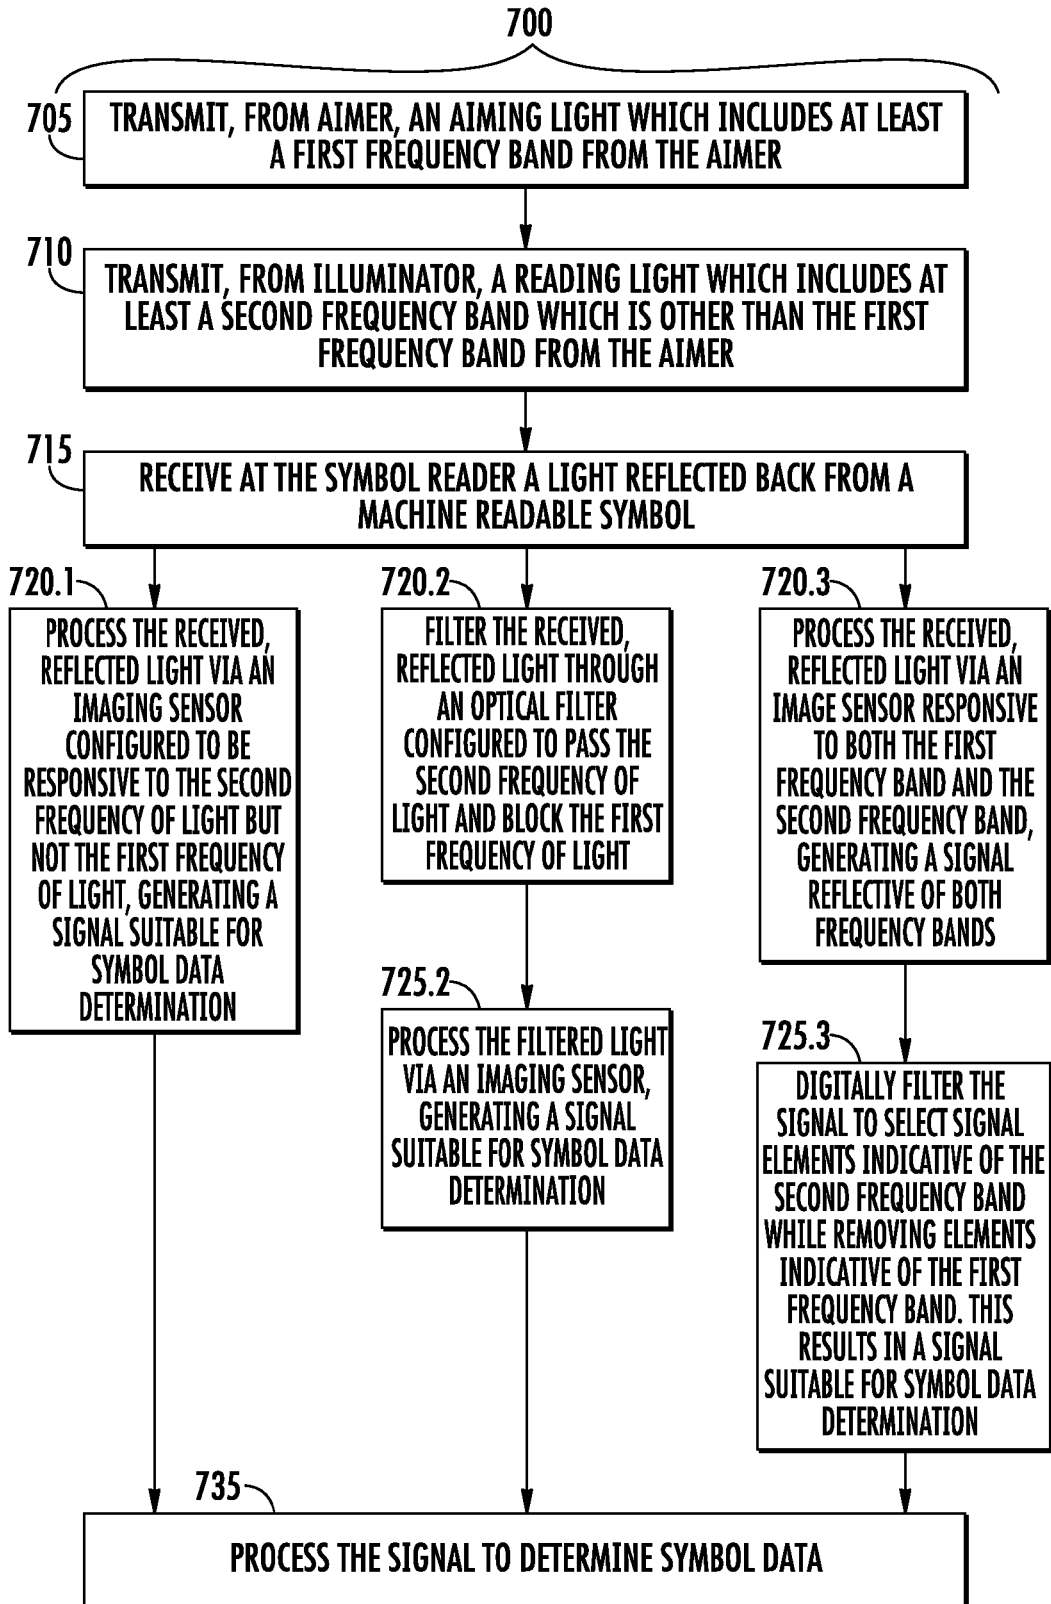 700
705
TRANSMIT, FROM AIMER, AN AIMING LIGHT WHICH INCLUDES AT LEAST
A FIRST FREQUENCY BAND FROM THE AIMER
710
TRANSMIT, FROM ILLUMINATOR, A READING LIGHT WHICH INCLUDES AT
LEAST A SECOND FREQUENCY BAND WHICH IS OTHER THAN THE FIRST
FREQUENCY BAND FROM THE AIMER
715
RECEIVE AT THE SYMBOL READER A LIGHT REFLECTED BACK FROM A
MACHINE READABLE SYMBOL
720.1
PROCESS THE RECEIVED,
REFLECTED LIGHT VIA AN
IMAGING SENSOR
CONFIGURED TO BE
RESPONSIVE TO THE SECOND
FREQUENCY OF LIGHT BUT
NOT THE FIRST FREQUENCY
OF LIGHT, GENERATING A
SIGNAL SUITABLE FOR
SYMBOL DATA
DETERMINATION
720.2
FILTER THE RECEIVED,
REFLECTED LIGHT THROUGH
AN OPTICAL FILTER
CONFIGURED TO PASS THE
SECOND FREQUENCY OF
LIGHT AND BLOCK THE FIRST
FREQUENCY OF LIGHT
725.2
PROCESS THE FILTERED LIGHT
VIA AN IMAGING SENSOR,
GENERATING A SIGNAL
SUITABLE FOR SYMBOL DATA
DETERMINATION
720.3
PROCESS THE RECEIVED,
REFLECTED LIGHT VIA AN
IMAGE SENSOR RESPONSIVE
TO BOTH THE FIRST
FREQUENCY BAND AND THE
SECOND FREQUENCY BAND,
GENERATING A SIGNAL
REFLECTIVE OF BOTH
FREQUENCY BANDS
725.3
DIGITALLY FILTER THE
SIGNAL TO SELECT SIGNAL
ELEMENTS INDICATIVE OF THE
SECOND FREQUENCY BAND
WHILE REMOVING ELEMENTS
INDICATIVE OF THE FIRST
FREQUENCY BAND. THIS
RESULTS IN A SIGNAL
SUITABLE FOR SYMBOL DATA
DETERMINATION
735
PROCESS THE SIGNAL TO DETERMINE SYMBOL DATA